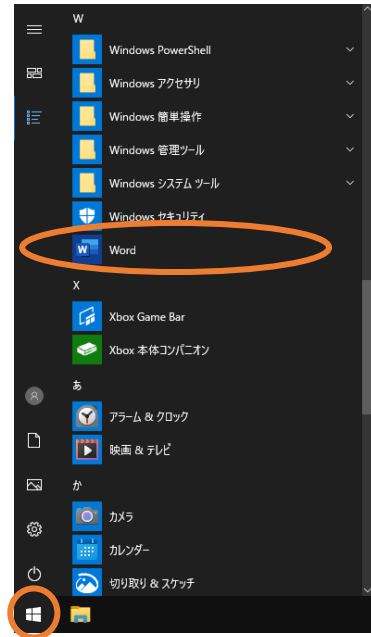 W
Windows PowerShell
Windows アクセサリ
Windows 簡単操作
Windows 管理ツール
Windows システム ツール
Windows セキュリティ
Word
X
Xbox Game Bar
Xbox 本体コンパニオン
あ
アラーム & クロック
映画 & テレビ
か
カメラ
カレンダー
切り取り & スケッチ